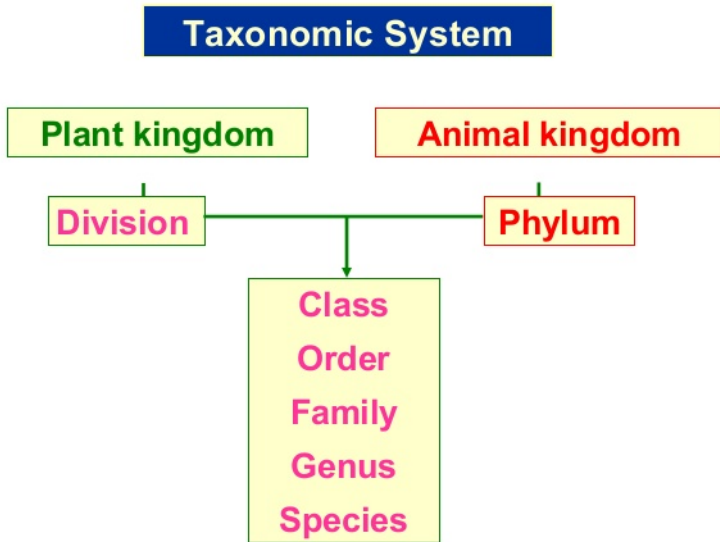 Taxonomic System
Plant kingdom
Animal kingdom
Division
Phylum
Class
Order
Family
Genus
Species